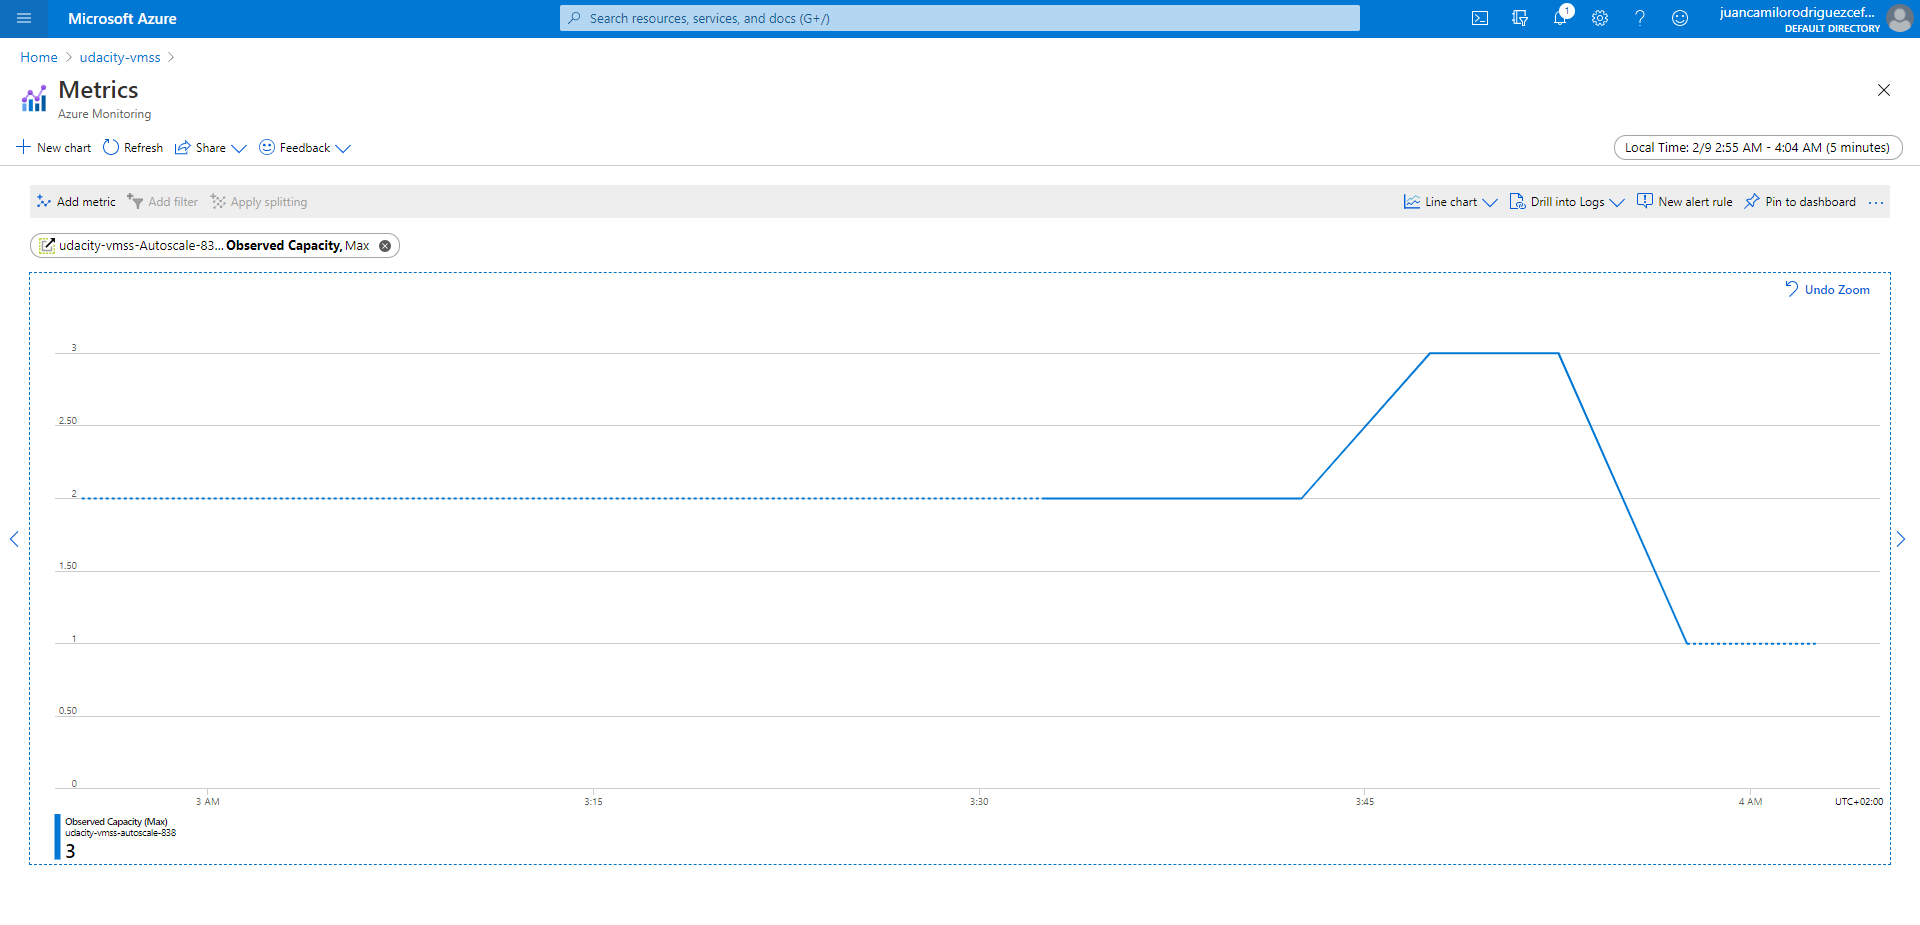 Microsoft Azure
Search resources, services, and docs (G+/)
1
juancamilorodriguezcef...
DEFAULT DIRECTORY
Home > udacity-vmss >
Metrics
Azure Monitoring
New chart Refresh Share Feedback
Local Time: 2/9 2:55 AM - 4:04 AM (5 minutes)
Add metric Add filter Apply splitting
Line chart Drill into Logs New alert rule Pin to dashboard ...
udacity-vmss-Autoscale-83... Observed Capacity, Max
Undo Zoom
3
2.50
2
1.50
1
0.50
0
3 AM 3:15 3:30 3:45 4 AM UTC+02:00
Observed Capacity (Max)
udacity-vmss-autoscale-838
3